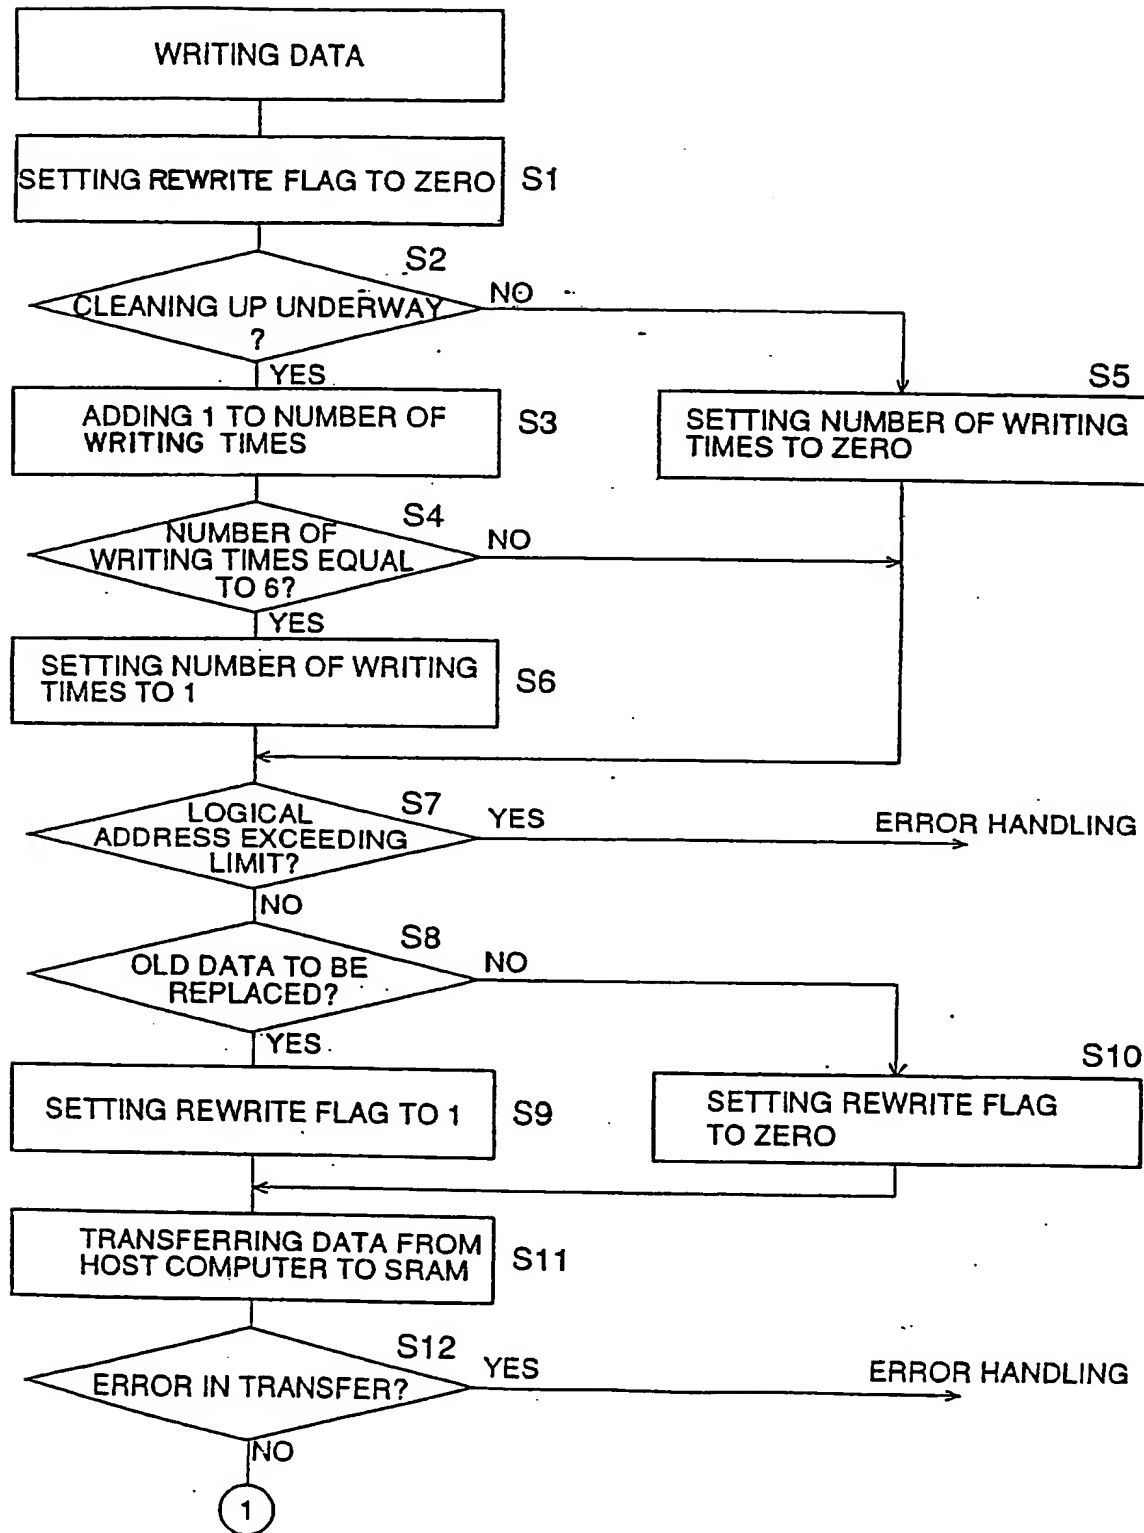 WRITING DATA
SETTING REWRITE FLAG TO ZERO
S1
S2
CLEANING UP UNDERWAY
?
NO
YES
ADDING 1 TO NUMBER OF
WRITING TIMES
S3
S5
SETTING NUMBER OF WRITING
TIMES TO ZERO
S4
NUMBER OF
WRITING TIMES EQUAL
TO 6?
NO
YES
SETTING NUMBER OF WRITING
TIMES TO 1
S6
S7
LOGICAL
ADDRESS EXCEEDING
LIMIT?
YES
ERROR HANDLING
NO
S8
OLD DATA TO BE
REPLACED?
NO
YES
SETTING REWRITE FLAG TO 1
S9
S10
SETTING REWRITE FLAG
TO ZERO
TRANSFERRING DATA FROM
HOST COMPUTER TO SRAM
S11
S12
ERROR IN TRANSFER?
YES
ERROR HANDLING
NO
1